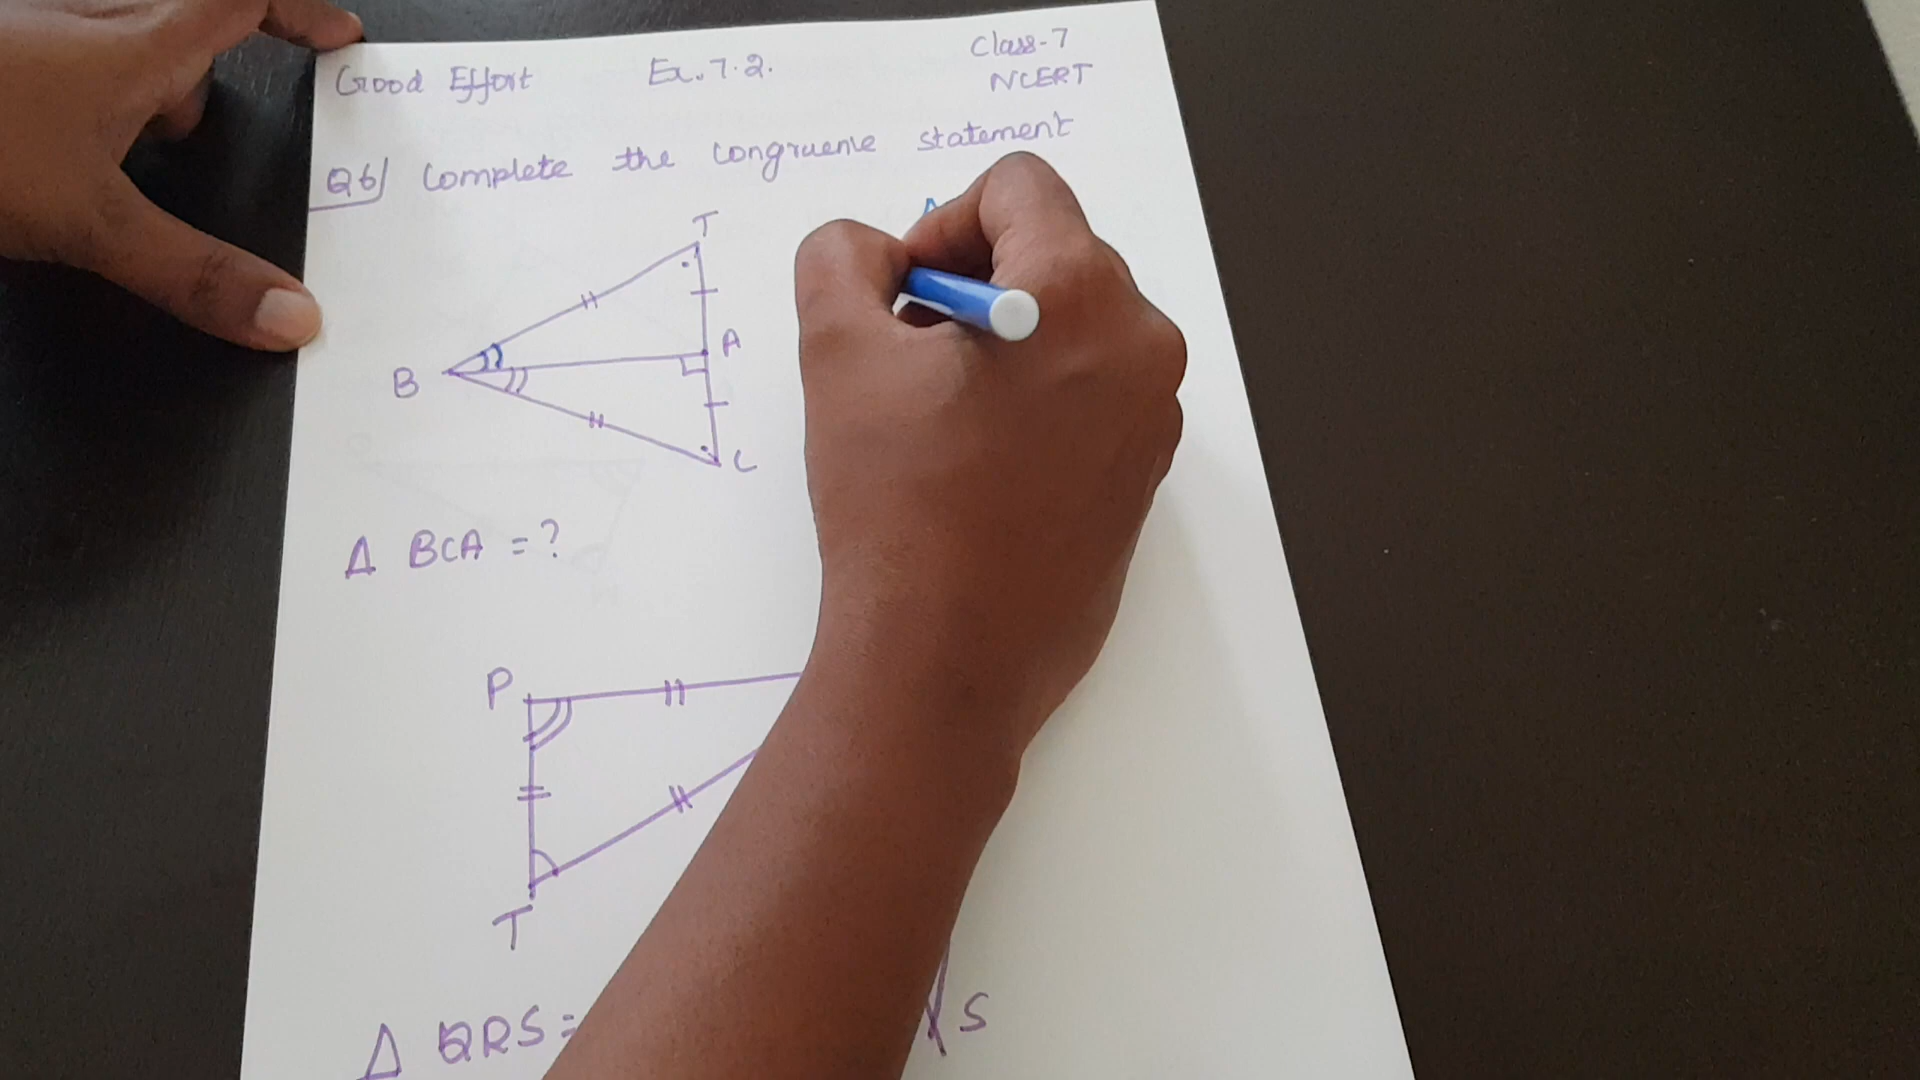 Good Effort Ex. 7.2. Class-7
NCERT
Q6) Complete the congruence statement
T
A
B
C
Δ BCA = ?
P
T
Δ QRS =
S